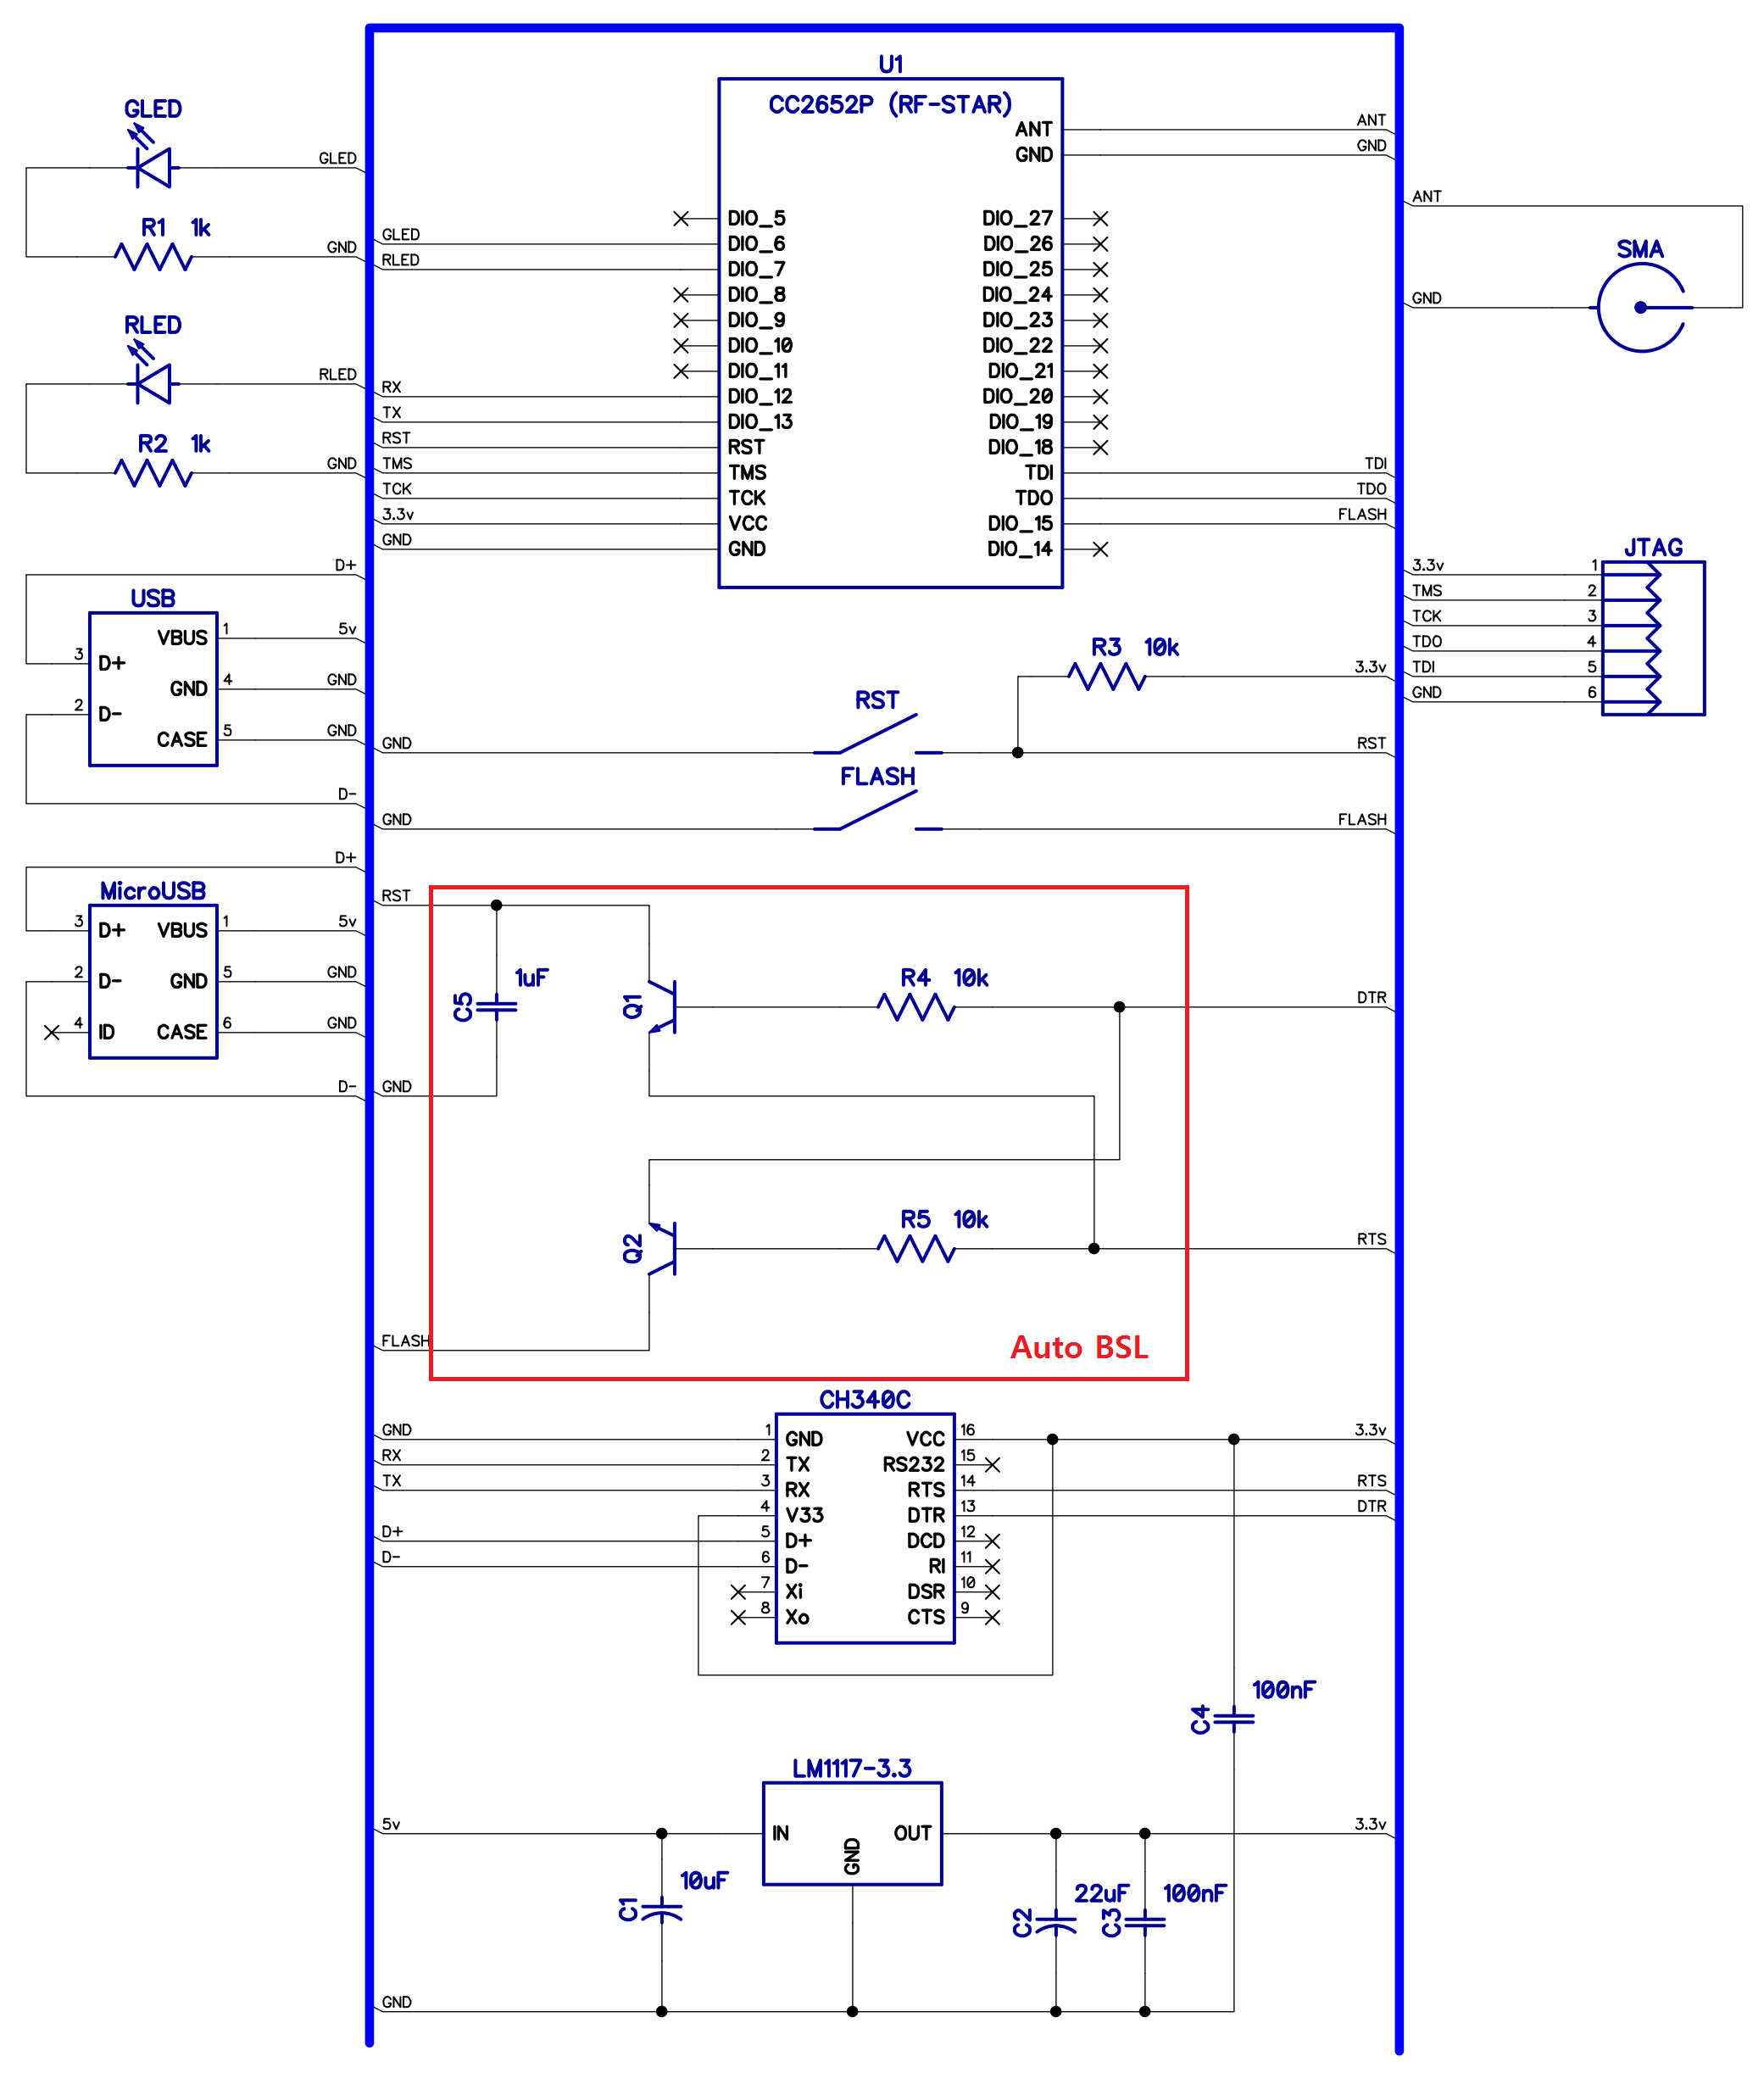 U1
CC2652P (RF-STAR)
ANT
GND
DIO_5
DIO_6
DIO_7
DIO_8
DIO_9
DIO_10
DIO_11
DIO_12
DIO_13
RST
TMS
TCK
VCC
GND
DIO_27
DIO_26
DIO_25
DIO_24
DIO_23
DIO_22
DIO_21
DIO_20
DIO_19
DIO_18
TDI
TDO
DIO_15
DIO_14
GLED
RLED
RX
TX
RST
TMS
TCK
3.3v
GND
ANT
GND
TDI
TDO
FLASH
GLED
GLED
R1 1k
GND
RLED
RLED
R2 1k
GND
ANT
SMA
GND
JTAG
3.3v 1
TMS 2
TCK 3
TDO 4
TDI 5
GND 6
D+
USB
VBUS 1 5v
3 D+
GND 4 GND
2 D-
CASE 5 GND
D-
R3 10k
3.3v
RST
GND
RST
FLASH
GND
FLASH
D+
MicroUSB
3 D+ VBUS 1 5v
2 D- GND 5 GND
4 ID CASE 6 GND
D-
RST
C5 1uF
GND
Q1
R4 10k
DTR
Q2
R5 10k
RTS
FLASH
Auto BSL
CH340C
GND 1 GND VCC 16 3.3v
RX 2 TX RS232 15
TX 3 RX RTS 14 RTS
4 V33 DTR 13 DTR
D+ 5 D+ DCD 12
D- 6 D- RI 11
7 Xi DSR 10
8 Xo CTS 9
C4 100nF
LM1117-3.3
5v
IN OUT
GND
3.3v
C1 10uF
C2 22uF
C3 100nF
GND